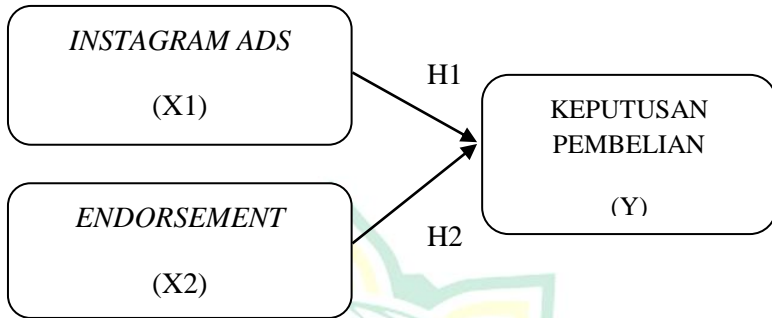 INSTAGRAM ADS
(X1)
H1
KEPUTUSAN
PEMBELIAN
(Y)
ENDORSEMENT
(X2)
H2